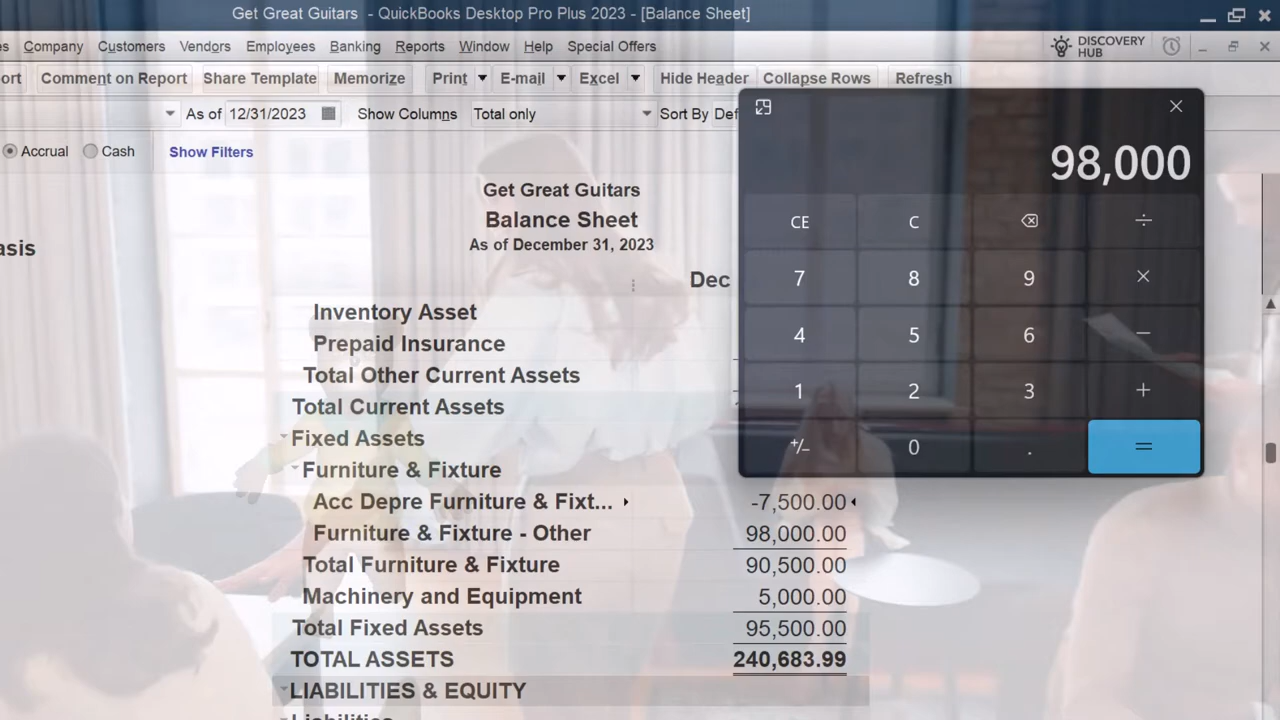 Get Great Guitars - QuickBooks Desktop Pro Plus 2023 - [Balance Sheet]
Company Customers Vendors Employees Banking Reports Window Help Special Offers
DISCOVERY
HUB
Comment on Report Share Template Memorize Print E-mail Excel Hide Header Collapse Rows Refresh
As of 12/31/2023 Show Columns Total only Sort By Def
Accrual Cash Show Filters
Get Great Guitars
Balance Sheet
As of December 31, 2023
asis
Dec
Inventory Asset
Prepaid Insurance
Total Other Current Assets
Total Current Assets
Fixed Assets
Furniture & Fixture
Acc Depre Furniture & Fixt... -7,500.00
Furniture & Fixture - Other 98,000.00
Total Furniture & Fixture 90,500.00
Machinery and Equipment 5,000.00
Total Fixed Assets 95,500.00
TOTAL ASSETS 240,683.99
LIABILITIES & EQUITY
Liabilities
98,000
CE C ÷
7 8 9 ×
4 5 6 −
1 2 3 +
+/− 0 . =